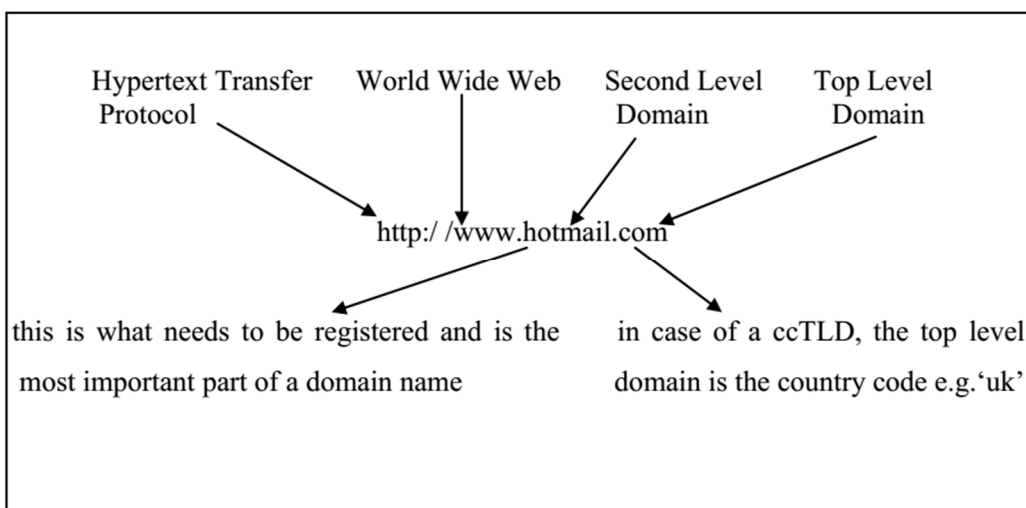 Hypertext Transfer Protocol
World Wide Web
Second Level Domain
Top Level Domain
http:/ /www.hotmail.com
this is what needs to be registered and is the
most important part of a domain name
in case of a ccTLD, the top level
domain is the country code e.g.‘uk’